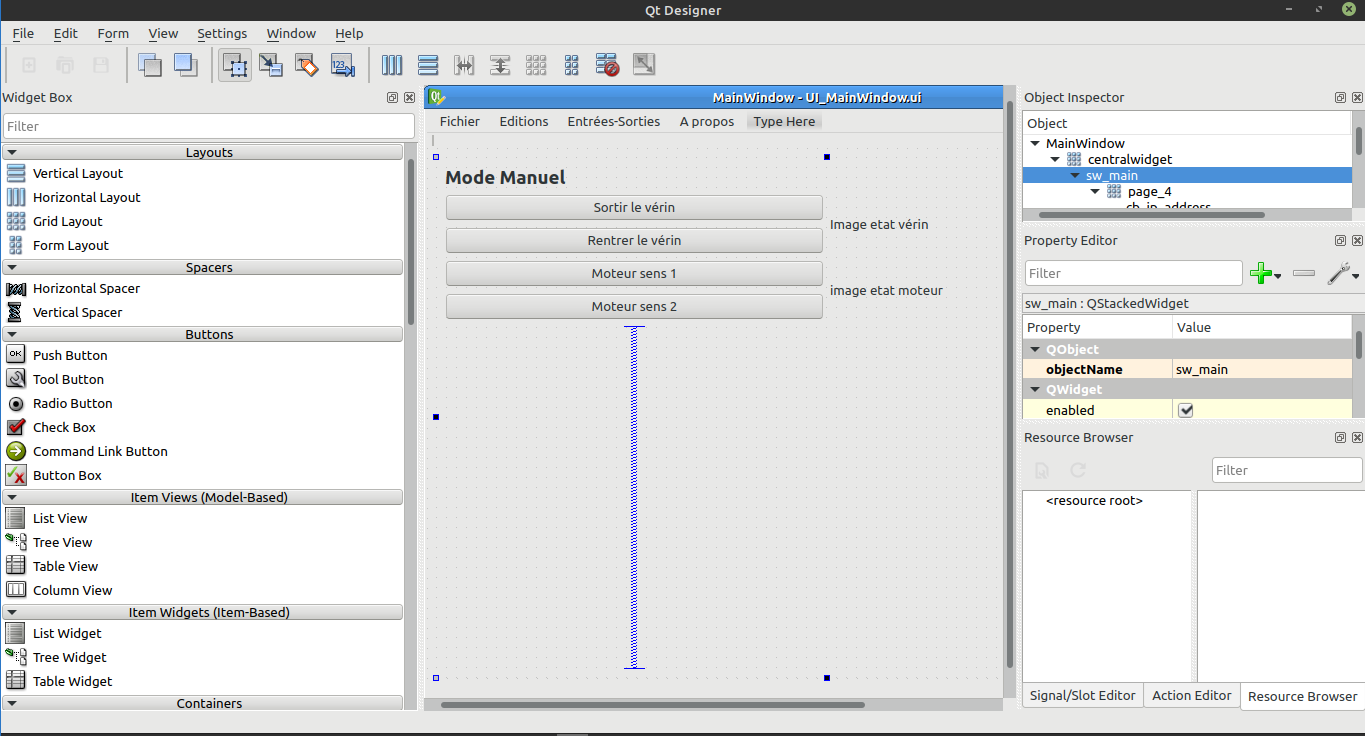 Qt Designer
File Edit Form View Settings Window Help
123
Widget Box
Filter
Layouts
Vertical Layout
Horizontal Layout
Grid Layout
Form Layout
Spacers
Horizontal Spacer
Vertical Spacer
Buttons
OK Push Button
Tool Button
Radio Button
Check Box
Command Link Button
Button Box
Item Views (Model-Based)
List View
Tree View
Table View
Column View
Item Widgets (Item-Based)
List Widget
Tree Widget
Table Widget
Containers
Qt MainWindow - UI_MainWindow.ui
Fichier Editions Entrées-Sorties A propos Type Here
Mode Manuel
Sortir le vérin
Rentrer le vérin
Image etat vérin
Moteur sens 1
Moteur sens 2
image etat moteur
Object Inspector
Object
MainWindow
centralwidget
sw_main
page_4
cb_ip_address
Property Editor
Filter
sw_main : QStackedWidget
Property Value
QObject
objectName sw_main
QWidget
enabled
Resource Browser
Filter
<resource root>
Signal/Slot Editor Action Editor Resource Browser